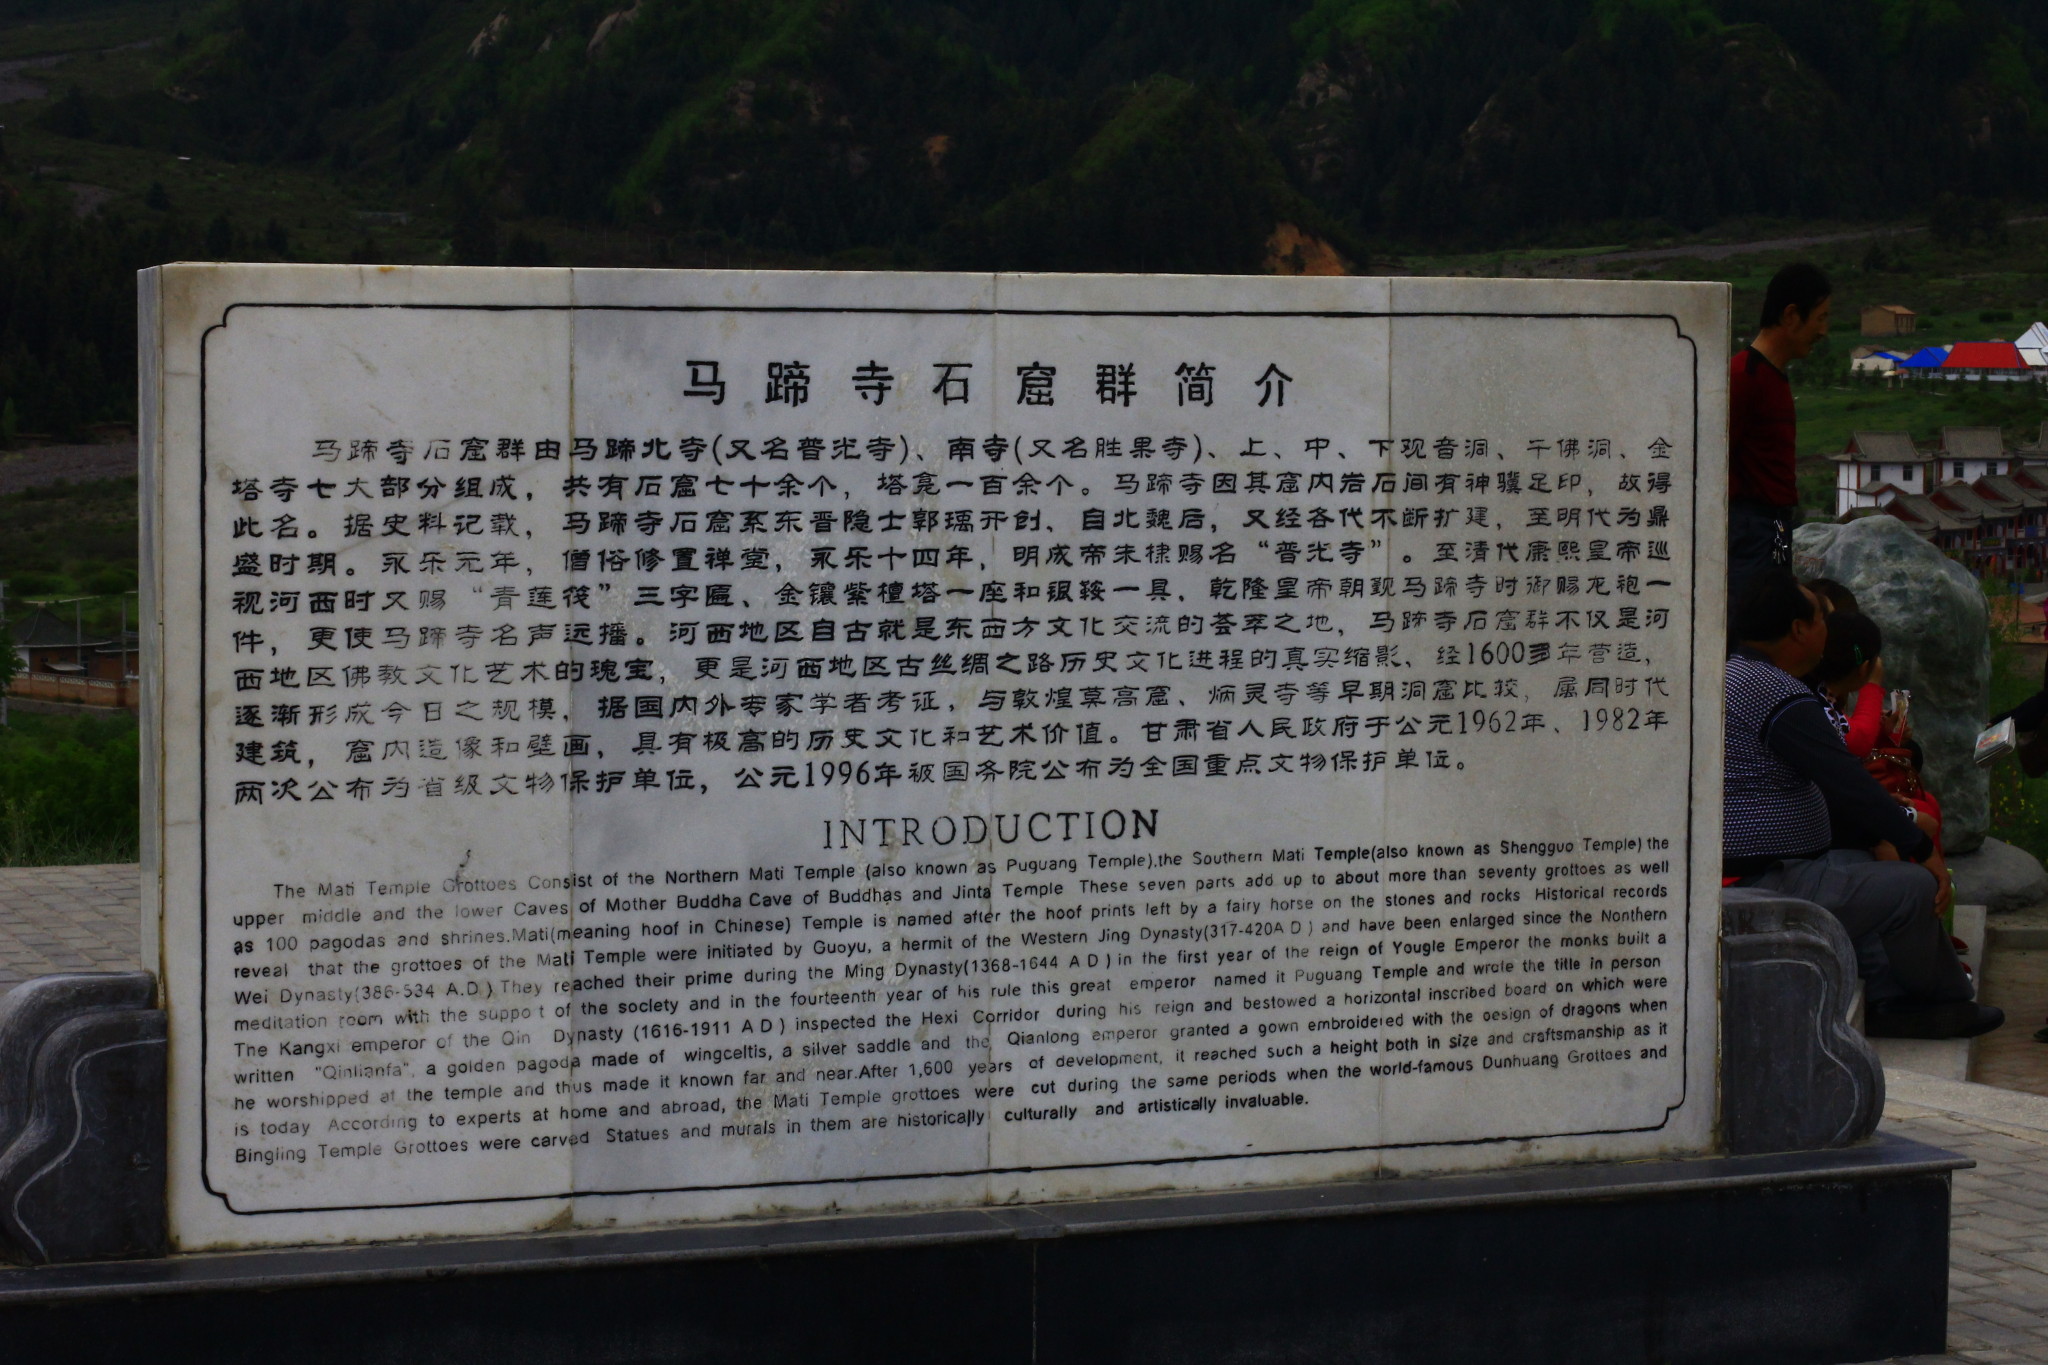 马蹄寺石窟群简介
马蹄寺石窟群由马蹄北寺(又名普光寺)、南寺(又名胜果寺)、上、中、下观音洞、千佛洞、金
塔寺七大部分组成，共有石窟七十余个，塔龛一百余个。马蹄寺因其窟内岩石间有神骥足印，故得
此名。据史料记载，马蹄寺石窟系东晋隐士郭瑀开创、自北魏后，又经各代不断扩建，至明代为鼎
盛时期。永乐元年，僧俗修置禅堂，永乐十四年，明成帝朱棣赐名“普光寺”。至清代康熙皇帝巡
视河西时又赐“青莲筏”三字匾、金镶紫檀塔一座和银鞍一具，乾隆皇帝朝觐马蹄寺时御赐龙袍一
件，更使马蹄寺名声远播。河西地区自古就是东西方文化交流的荟萃之地，马蹄寺石窟群不仅是河
西地区佛教文化艺术的瑰宝，更是河西地区古丝绸之路历史文化进程的真实缩影、经1600多年营造，
逐渐形成今日之规模，据国内外专家学者考证，与敦煌莫高窟、炳灵寺等早期洞窟比较，属同时代
建筑，窟内造像和壁画，具有极高的历史文化和艺术价值。甘肃省人民政府于公元1962年、1982年
两次公布为省级文物保护单位，公元1996年被国务院公布为全国重点文物保护单位。
INTRODUCTION
The Mati Temple Grottoes Consist of the Northern Mati Temple (also known as Puguang Temple),the Southern Mati Temple(also known as Shengguo Temple) the
upper middle and the lower Caves of Mother Buddha Cave of Buddhas and Jinta Temple These seven parts add up to about more than seventy grottoes as well
as 100 pagodas and shrines.Mati(meaning hoof in Chinese) Temple is named after the hoof prints left by a fairy horse on the stones and rocks Historical records
reveal that the grottoes of the Mati Temple were initiated by Guoyu, a hermit of the Western Jing Dynasty(317-420A D) and have been enlarged since the Nonthern
Wei Dynasty(386-534 A.D) They reached their prime during the Ming Dynasty(1368-1644 A D) in the first year of the reign of Yougle Emperor the monks built a
meditation room with the suppo t of the society and in the fourteenth year of his rule this great emperor named it Puguang Temple and wrote the title in person
The Kangxi emperor of the Qin Dynasty (1616-1911 A D) inspected the Hexi Corridor during his reign and bestowed a horizontal inscribed board on which were
written "Qinlianfa", a golden pagoda made of wingceltis, a silver saddle and the Qianlong emperor granted a gown embroidered with the design of dragons when
he worshipped at the temple and thus made it known far and near.After 1,600 years of development, it reached such a height both in size and craftsmanship as it
is today According to experts at home and abroad, the Mati Temple grottoes were cut during the same periods when the world-famous Dunhuang Grottoes and
Bingling Temple Grottoes were carved Statues and murals in them are historically culturally and artistically invaluable.